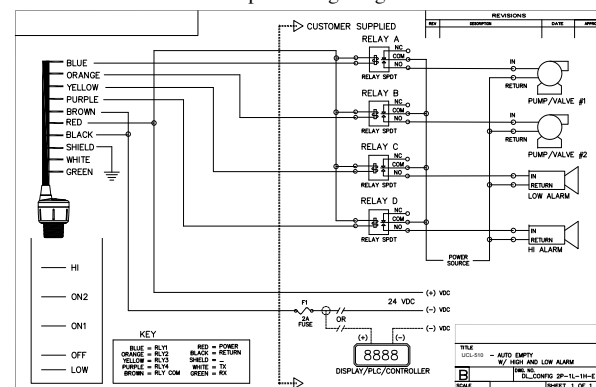 REVISIONS
REV DESCRIPTION DATE
CUSTOMER SUPPLIED
RELAY A
NC
COM
NO
RELAY SPDT
IN
RETURN
PUMP/VALVE #1
BLUE
ORANGE
YELLOW
PURPLE
BROWN
RED
BLACK
SHIELD
WHITE
GREEN
RELAY B
NC
COM
NO
RELAY SPDT
IN
RETURN
PUMP/VALVE #2
RELAY C
NC
COM
NO
RELAY SPDT
IN
RETURN
LOW ALARM
RELAY D
NC
COM
NO
RELAY SPDT
IN
RETURN
HI ALARM
POWER
SOURCE
HI
ON2
ON1
OFF
LOW
(+) VDC
24 VDC
(-) VDC
(-) VDC
F1
2A
FUSE
OR
(+) (-)
8888
DISPLAY/PLC/CONTROLLER
KEY
BLUE = RLY1
ORANGE = RLY2
YELLOW = RLY3
PURPLE = RLY4
BROWN = RLY COM
RED = POWER
BLACK = RETURN
SHIELD = _
WHITE = TX
GREEN = RX
TITLE
UCL-510 - AUTO EMPTY
W/ HIGH AND LOW ALARM
B
DWG. NO.
DL_CONFIG 2P-1L-1H-E
SCALE
SHEET 1 OF 1